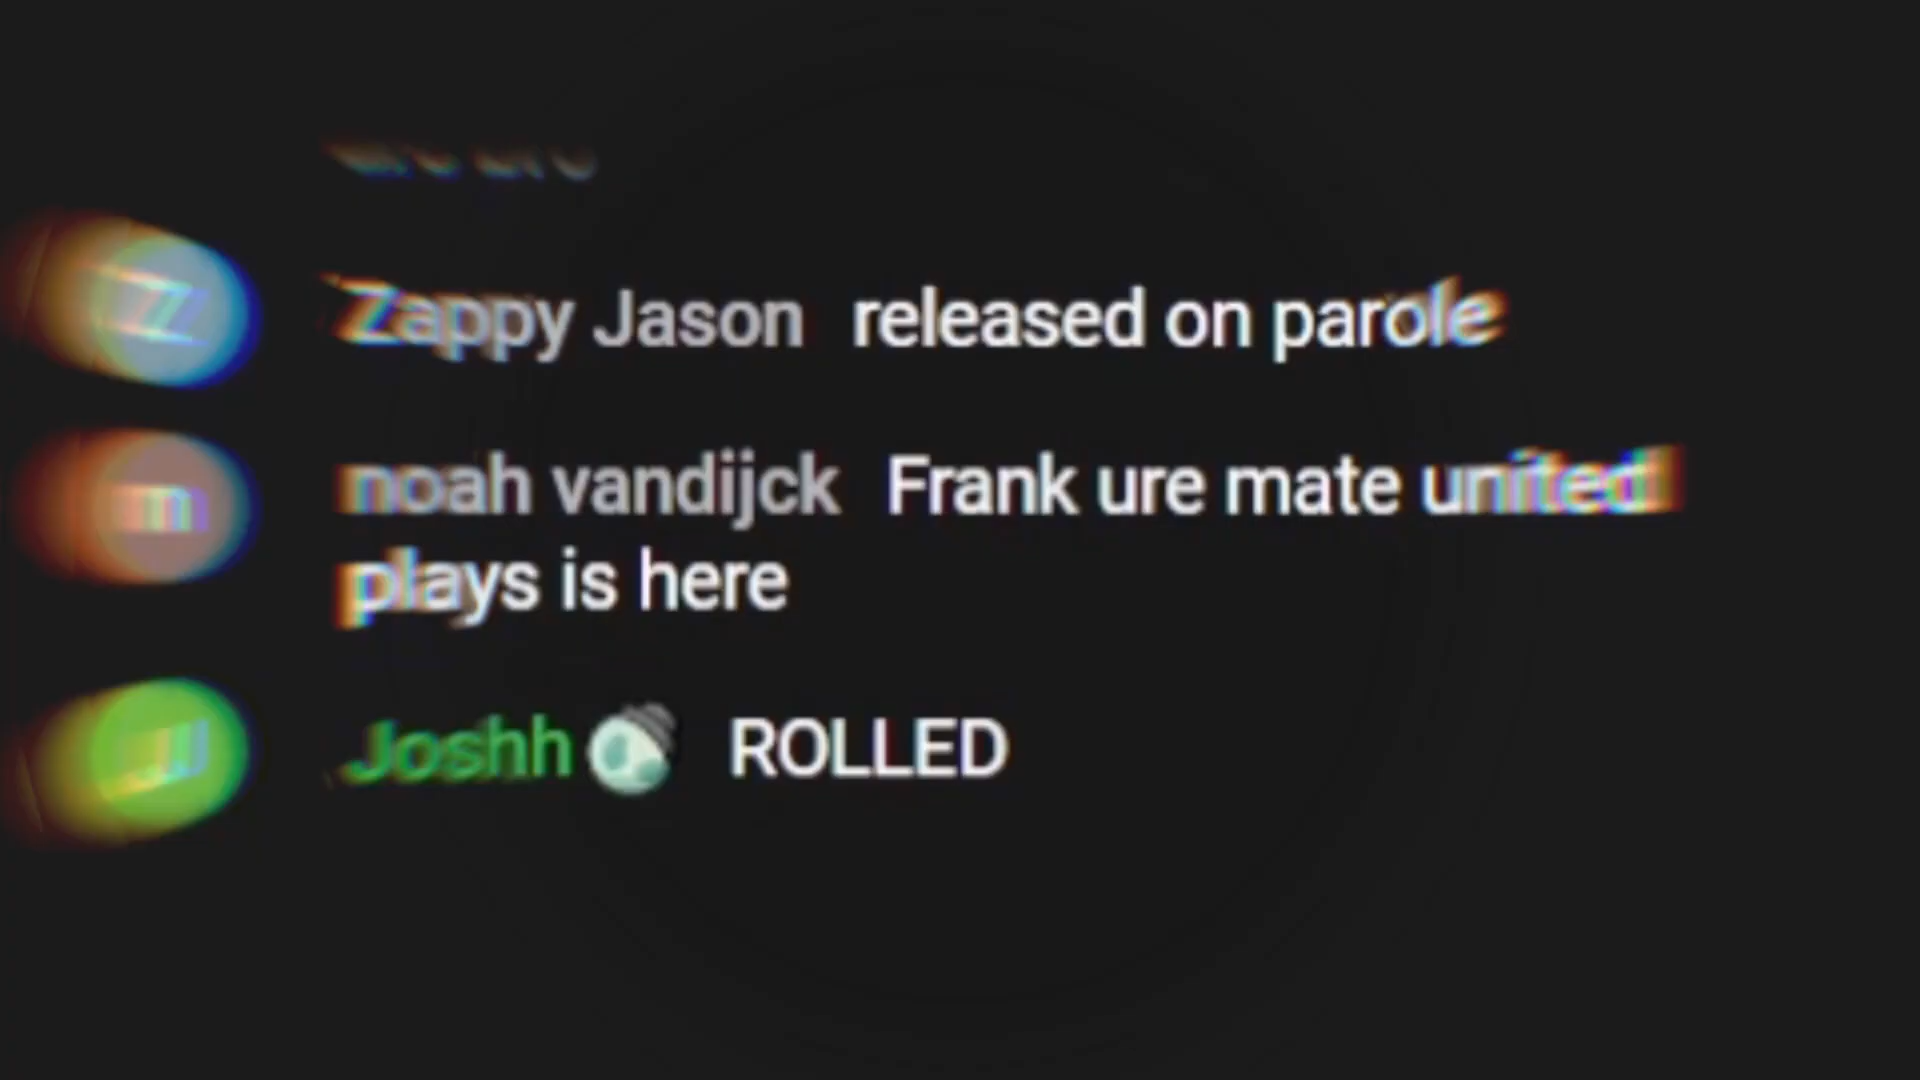 Z Zappy Jason released on parole
n noah vandijck Frank ure mate united
plays is here
J Joshh ROLLED